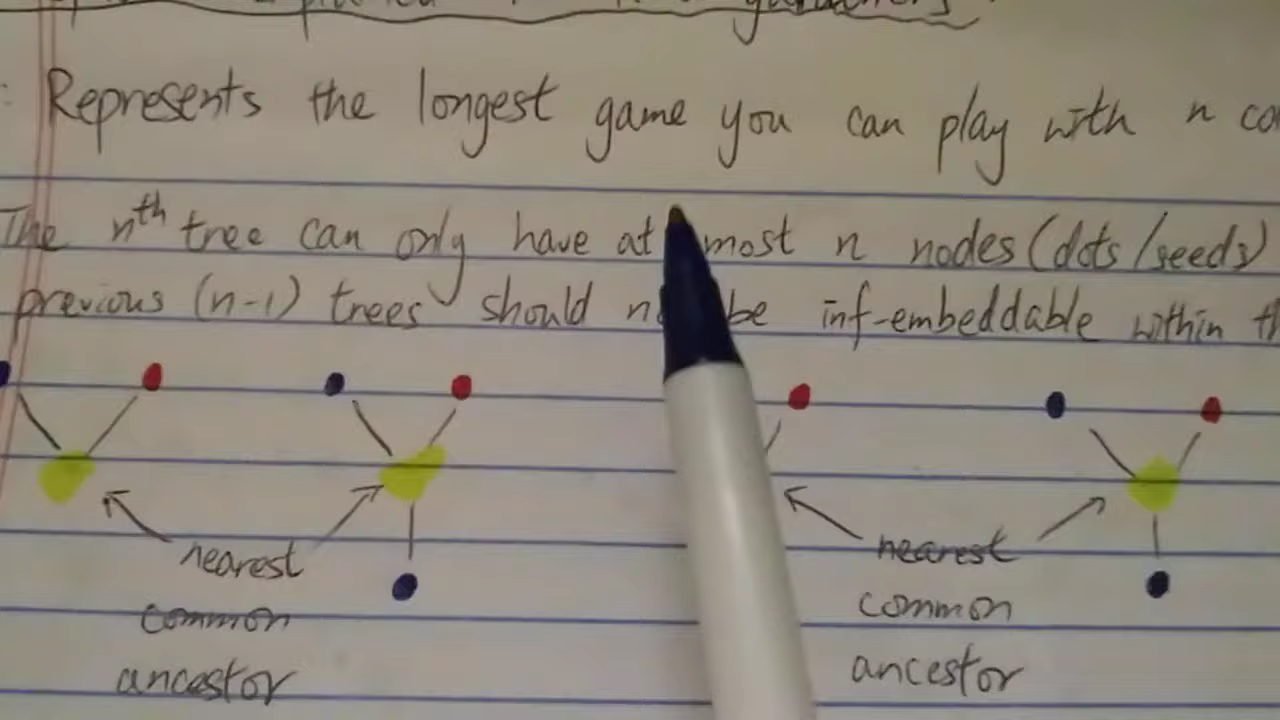 Represents the longest game you can play with n
The nth tree can only have at most n nodes (dots/seeds)
previous (n-1) trees should be inf-embeddable within
nearest nearest
common common
ancestor ancestor